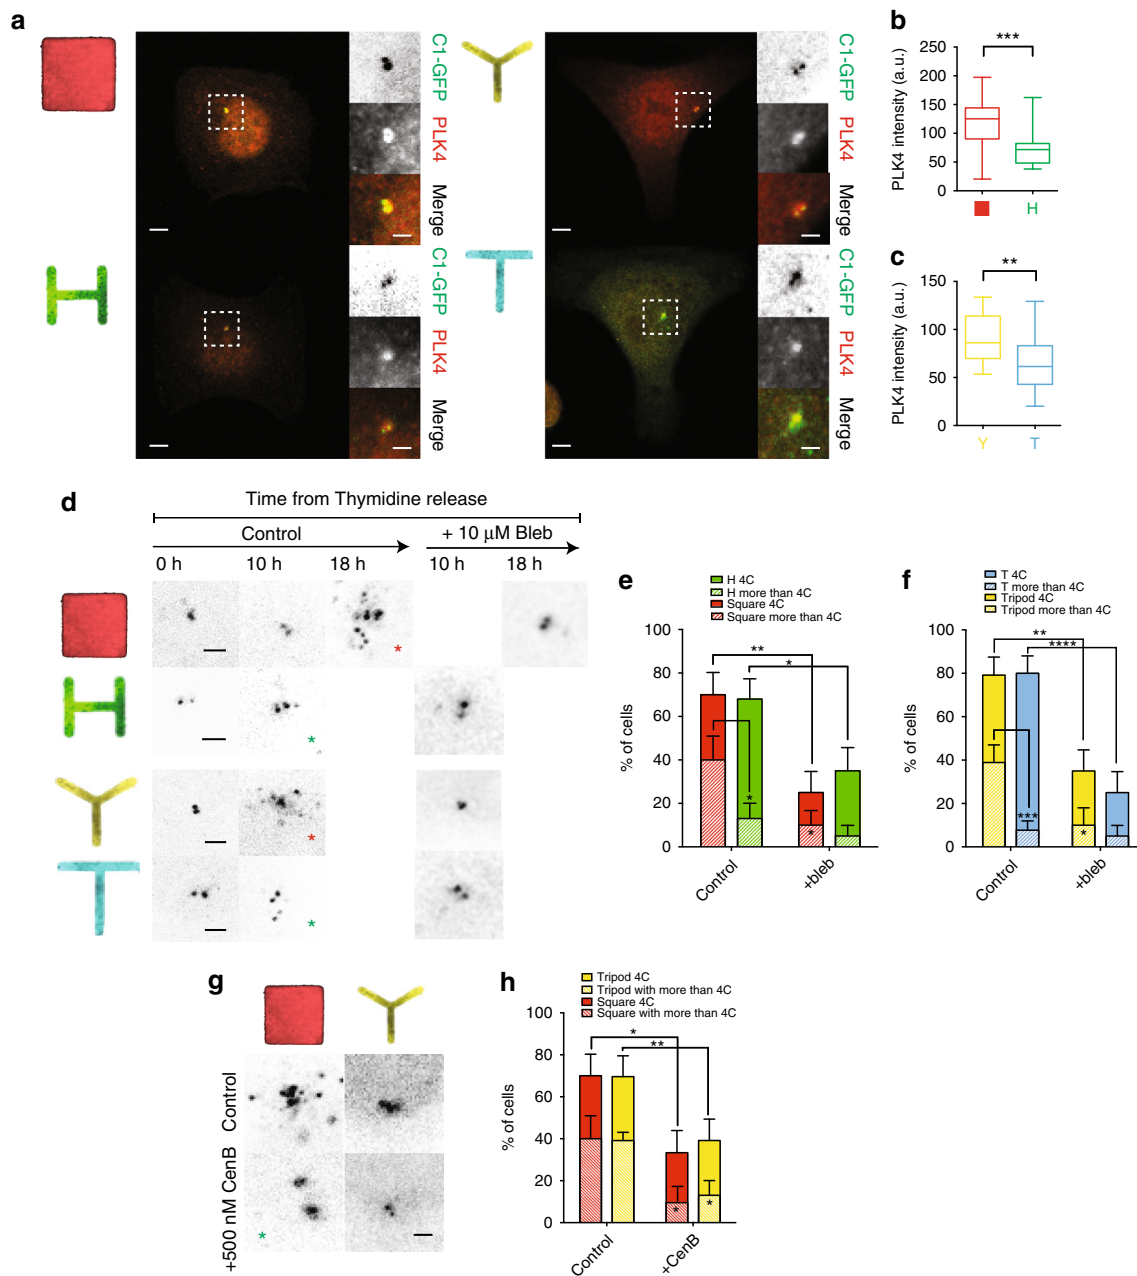 a
C1-GFP
PLK4
Merge
C1-GFP
PLK4
Merge
C1-GFP
PLK4
Merge
C1-GFP
PLK4
Merge
b
PLK4 intensity (a.u.)
250
200
150
100
50
0
***
H
c
PLK4 intensity (a.u.)
150
100
50
0
**
Y
T
d
Time from Thymidine release
Control
+ 10 μM Bleb
0 h
10 h
18 h
10 h
18 h
*
*
*
*
e
H 4C
H more than 4C
Square 4C
Square more than 4C
% of cells
100
80
60
40
20
0
**
*
*
*
Control
+bleb
f
T 4C
T more than 4C
Tripod 4C
Tripod more than 4C
% of cells
100
80
60
40
20
0
**
****
***
*
Control
+bleb
g
Control
+500 nM CenB
*
h
Tripod 4C
Tripod with more than 4C
Square 4C
Square with more than 4C
% of cells
100
80
60
40
20
0
*
**
*
*
Control
+CenB